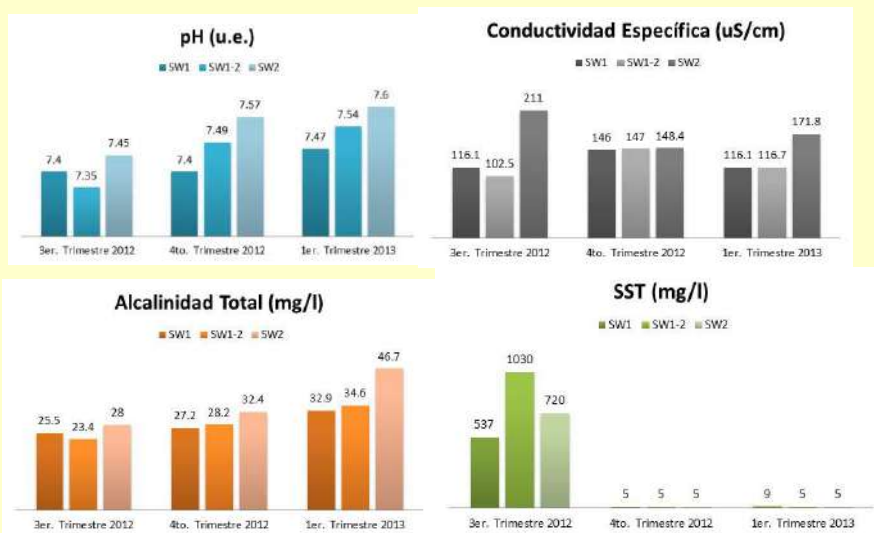 pH (u.e.)
SW1 SW1-2 SW2
7.4 7.35 7.45 7.4 7.49 7.57 7.47 7.54 7.6
3er. Trimestre 2012 4to. Trimestre 2012 1er. Trimestre 2013
Conductividad Específica (uS/cm)
SW1 SW1-2 SW2
116.1 102.5 211 146 147 148.4 116.1 116.7 171.8
3er. Trimestre 2012 4to. Trimestre 2012 1er. Trimestre 2013
Alcalinidad Total (mg/l)
SW1 SW1-2 SW2
25.5 23.4 28 27.2 28.2 32.4 32.9 34.6 46.7
3er. Trimestre 2012 4to. Trimestre 2012 1er. Trimestre 2013
SST (mg/l)
SW1 SW1-2 SW2
537 1030 720 5 5 5 9 5 5
3er. Trimestre 2012 4to. Trimestre 2012 1er. Trimestre 2013